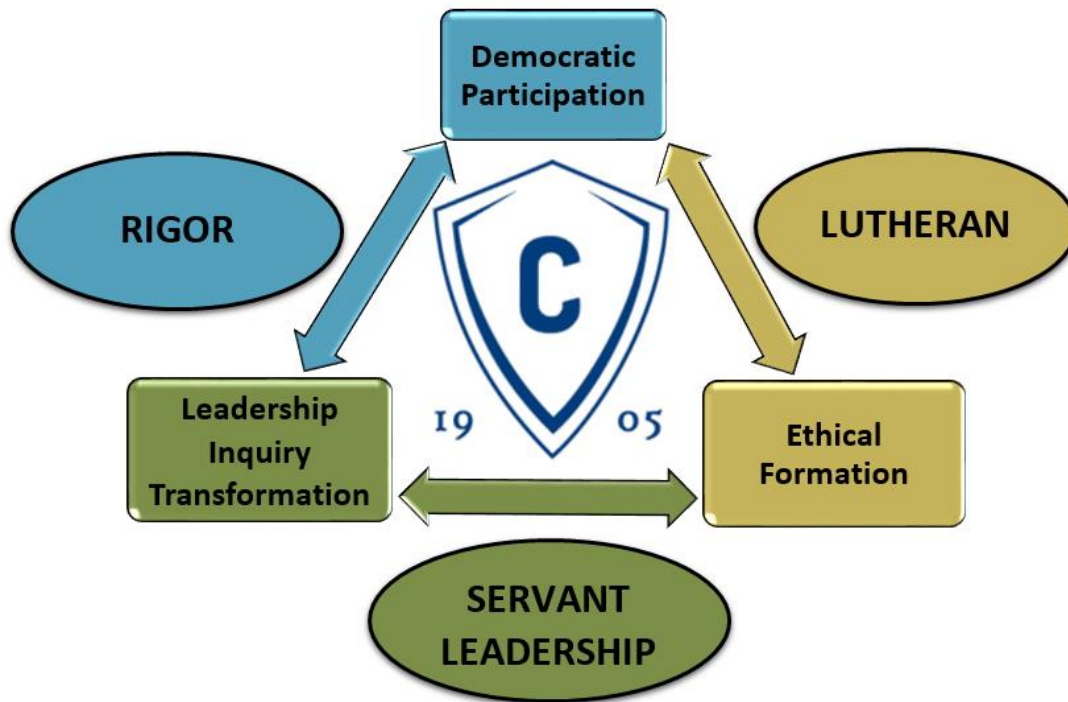 Democratic
Participation
RIGOR
LUTHERAN
C
19
05
Leadership
Inquiry
Transformation
Ethical
Formation
SERVANT
LEADERSHIP